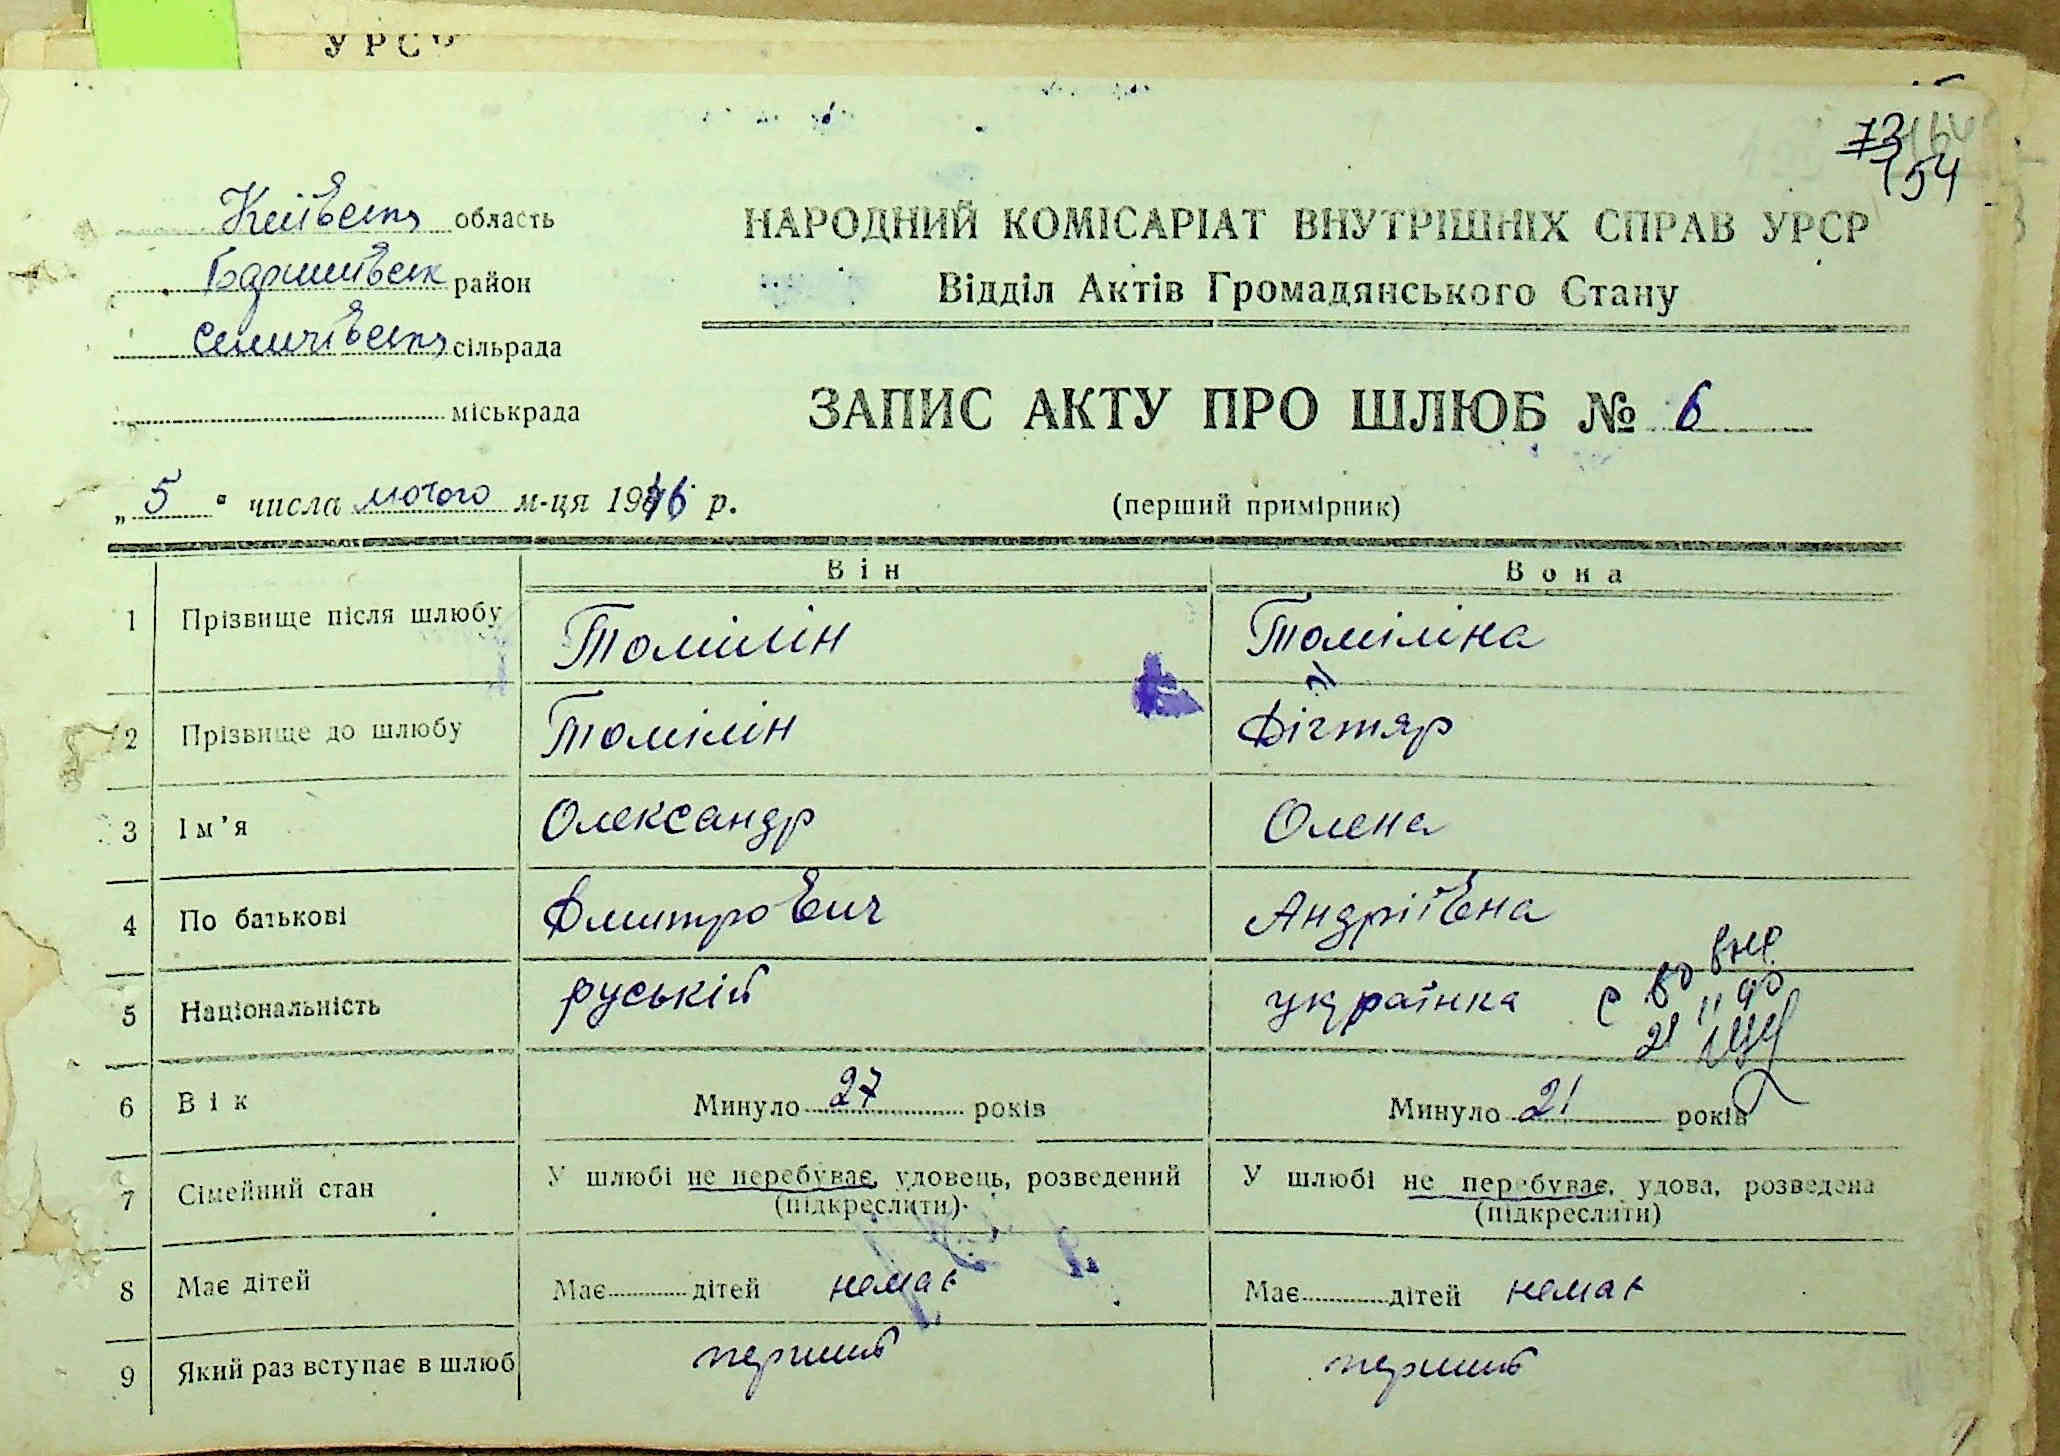 УРСР
73
154
Київська область
НАРОДНИЙ КОМІСАРІАТ ВНУТРІШНІХ СПРАВ УРСР
Баришівськ район
Відділ Актів Громадянського Стану
сільрада
міськрада
ЗАПИС АКТУ ПРО ШЛЮБ № 6
„ 5 " числа лютого м-ця 1946 р.
(перший примірник)
Він Вона
1 Прізвище після шлюбу Томілін Томіліна
2 Прізвище до шлюбу Томілін Дігтяр
3 Ім’я Олександр Олена
4 По батькові Дмитрович Андріївна
5 Національність руській українка
6 Вік Минуло 27 років Минуло 21 років
7 Сімейний стан У шлюбі не перебуває, удовець, розведений У шлюбі не перебуває, удова, розведена
(підкреслити) (підкреслити)
8 Має дітей Має дітей немає Має дітей немає
9 Який раз вступає в шлюб перший перший